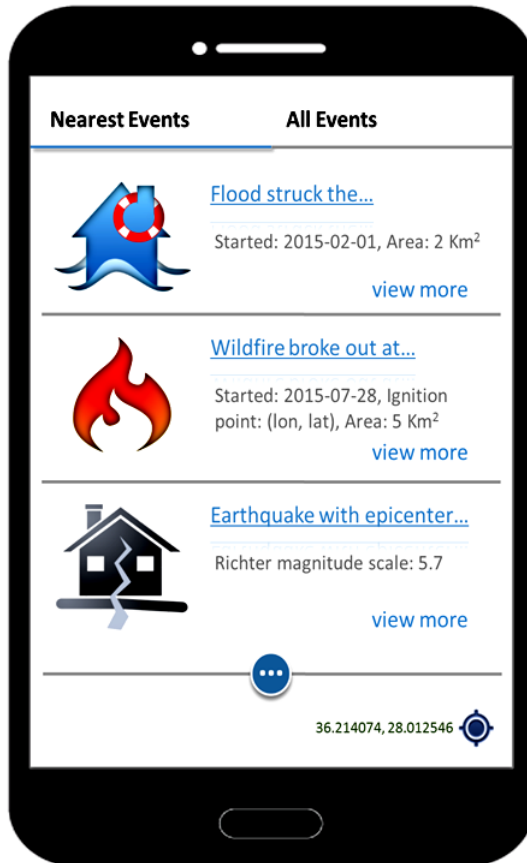 Nearest Events
All Events
Flood struck the...
Started: 2015-02-01, Area: 2 Km²
view more
Wildfire broke out at...
Started: 2015-07-28, Ignition
point: (lon, lat), Area: 5 Km²
view more
Earthquake with epicenter...
Richter magnitude scale: 5.7
view more
36.214074, 28.012546